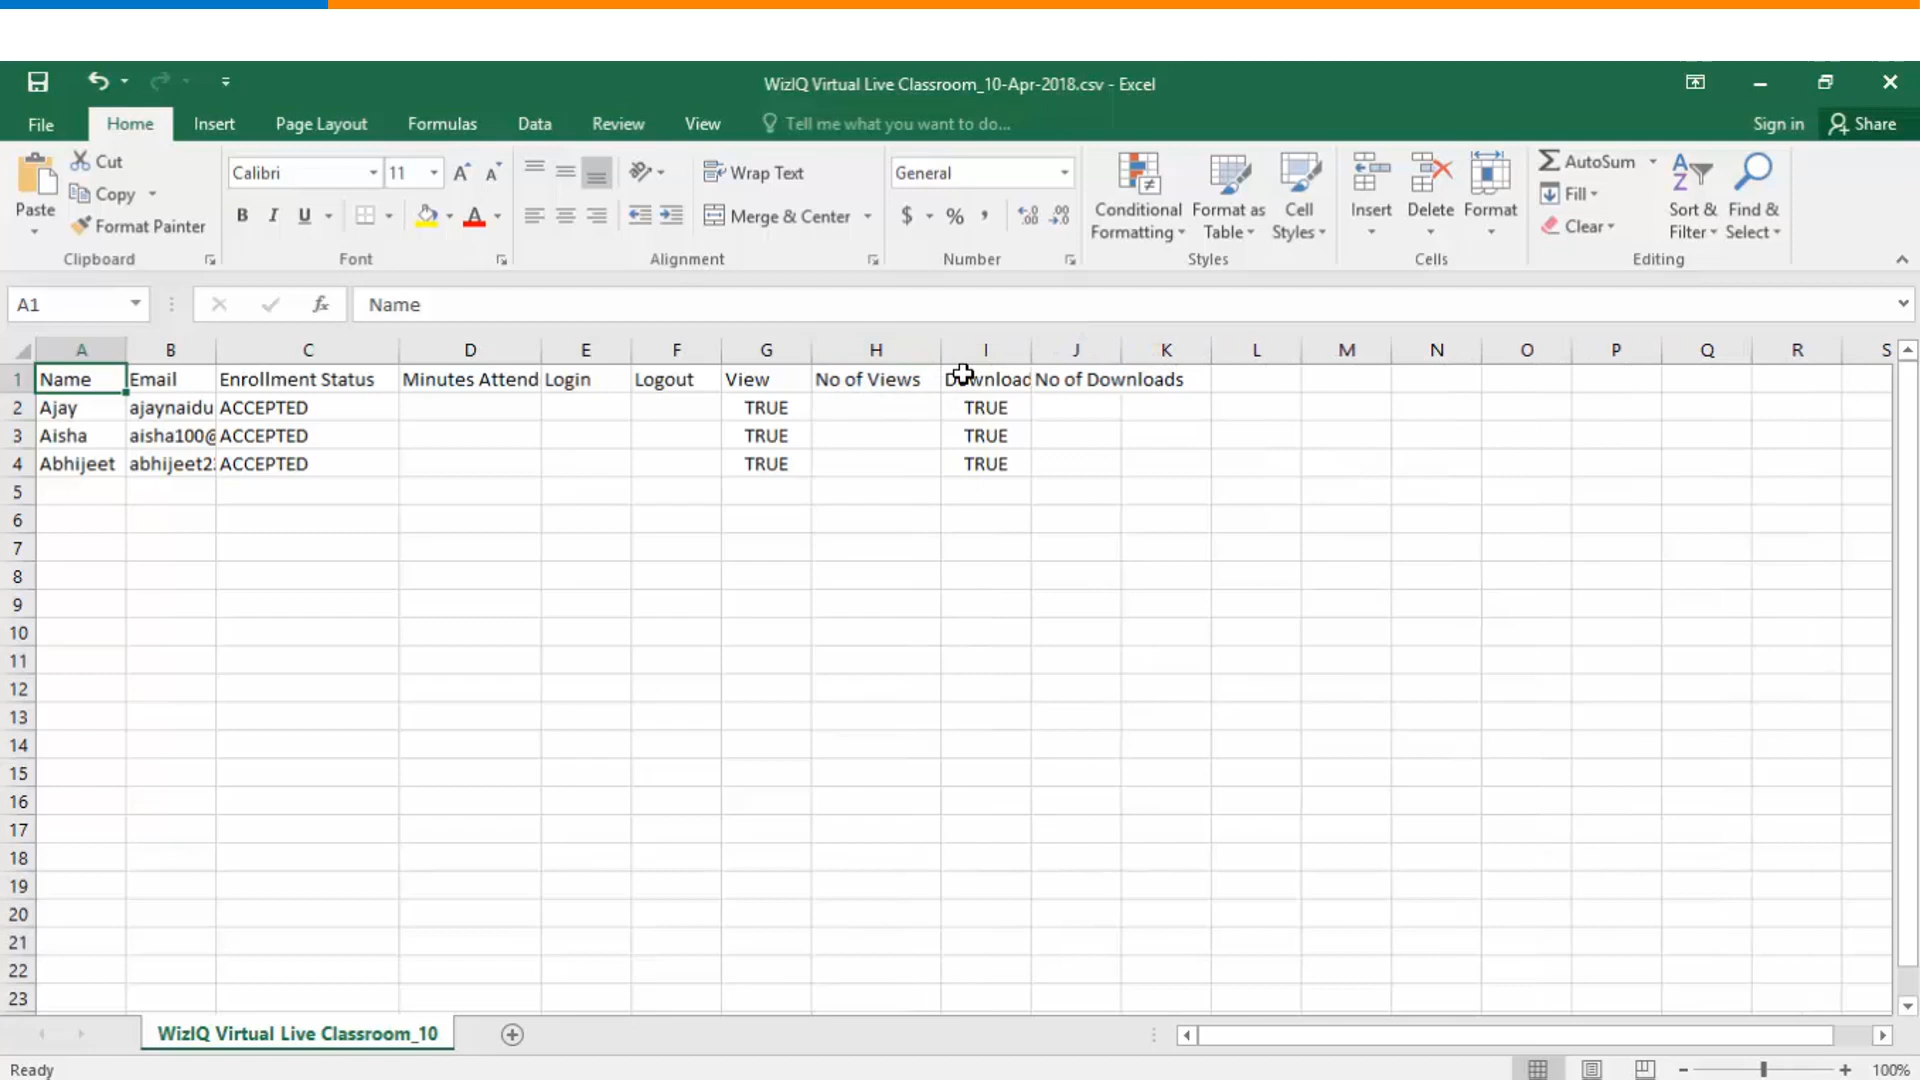 WizIQ Virtual Live Classroom_10-Apr-2018.csv - Excel
File Home Insert Page Layout Formulas Data Review View Tell me what you want to do... Sign in Share
Cut
Copy
Format Painter
Paste
Clipboard
Calibri 11
B I U
Font
Wrap Text
Merge & Center
Alignment
General
$ % ,
Number
Conditional Formatting
Format as Table
Cell Styles
Styles
Insert Delete Format
Cells
AutoSum
Fill
Clear
Sort & Filter
Find & Select
Editing
A1 fx Name
A B C D E F G H I J K L M N O P Q R S
1 Name Email Enrollment Status Minutes Attend Login Logout View No of Views Download No of Downloads
2 Ajay ajaynaidu ACCEPTED TRUE TRUE
3 Aisha aisha100@ ACCEPTED TRUE TRUE
4 Abhijeet abhijeet2 ACCEPTED TRUE TRUE
5
6
7
8
9
10
11
12
13
14
15
16
17
18
19
20
21
22
23
WizIQ Virtual Live Classroom_10
Ready 100%